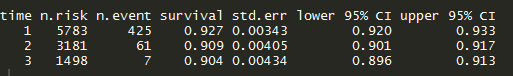 time n.risk n.event survival std.err lower 95% CI upper 95% CI
1 5783 425 0.927 0.00343 0.920 0.933
2 3181 61 0.909 0.00405 0.901 0.917
3 1498 7 0.904 0.00434 0.896 0.913